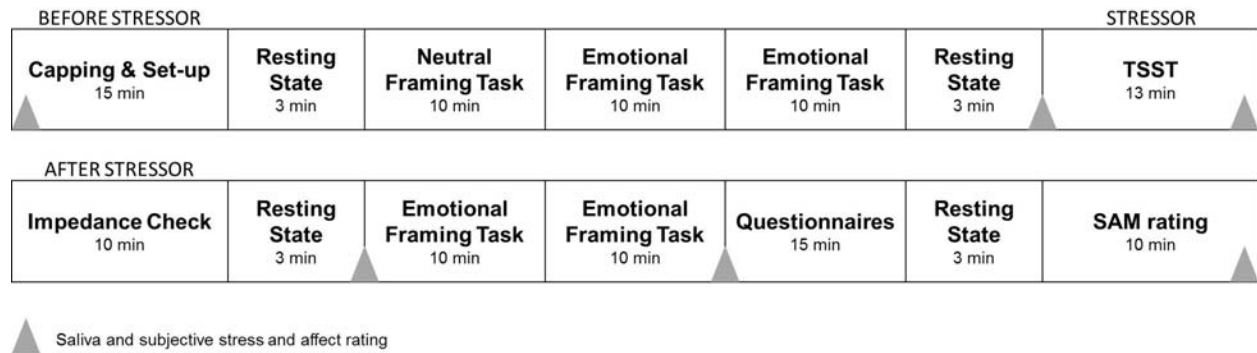 BEFORE STRESSOR
STRESSOR
Capping & Set-up
15 min
Resting
State
3 min
Neutral
Framing Task
10 min
Emotional
Framing Task
10 min
Emotional
Framing Task
10 min
Resting
State
3 min
TSST
13 min
AFTER STRESSOR
Impedance Check
10 min
Resting
State
3 min
Emotional
Framing Task
10 min
Emotional
Framing Task
10 min
Questionnaires
15 min
Resting
State
3 min
SAM rating
10 min
Saliva and subjective stress and affect rating